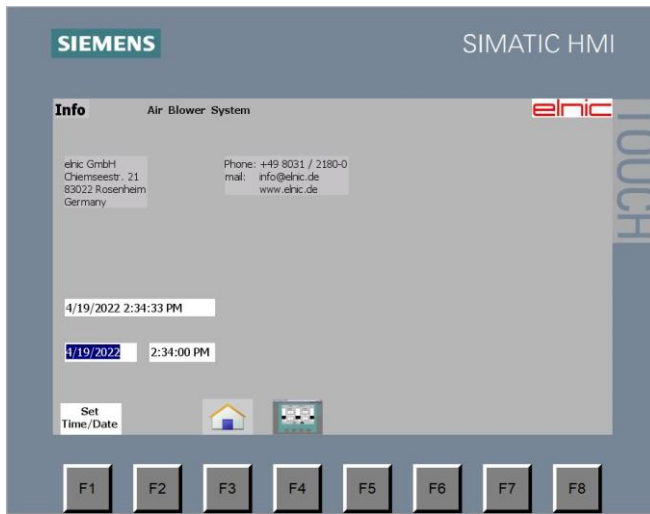 SIEMENS
SIMATIC HMI
TOUCH
Info
Air Blower System
elnic
elnic GmbH
Chiemseestr. 21
83022 Rosenheim
Germany
Phone: +49 8031 / 2180-0
mail: info@elnic.de
www.elnic.de
4/19/2022 2:34:33 PM
4/19/2022
2:34:00 PM
Set
Time/Date
F1 F2 F3 F4 F5 F6 F7 F8